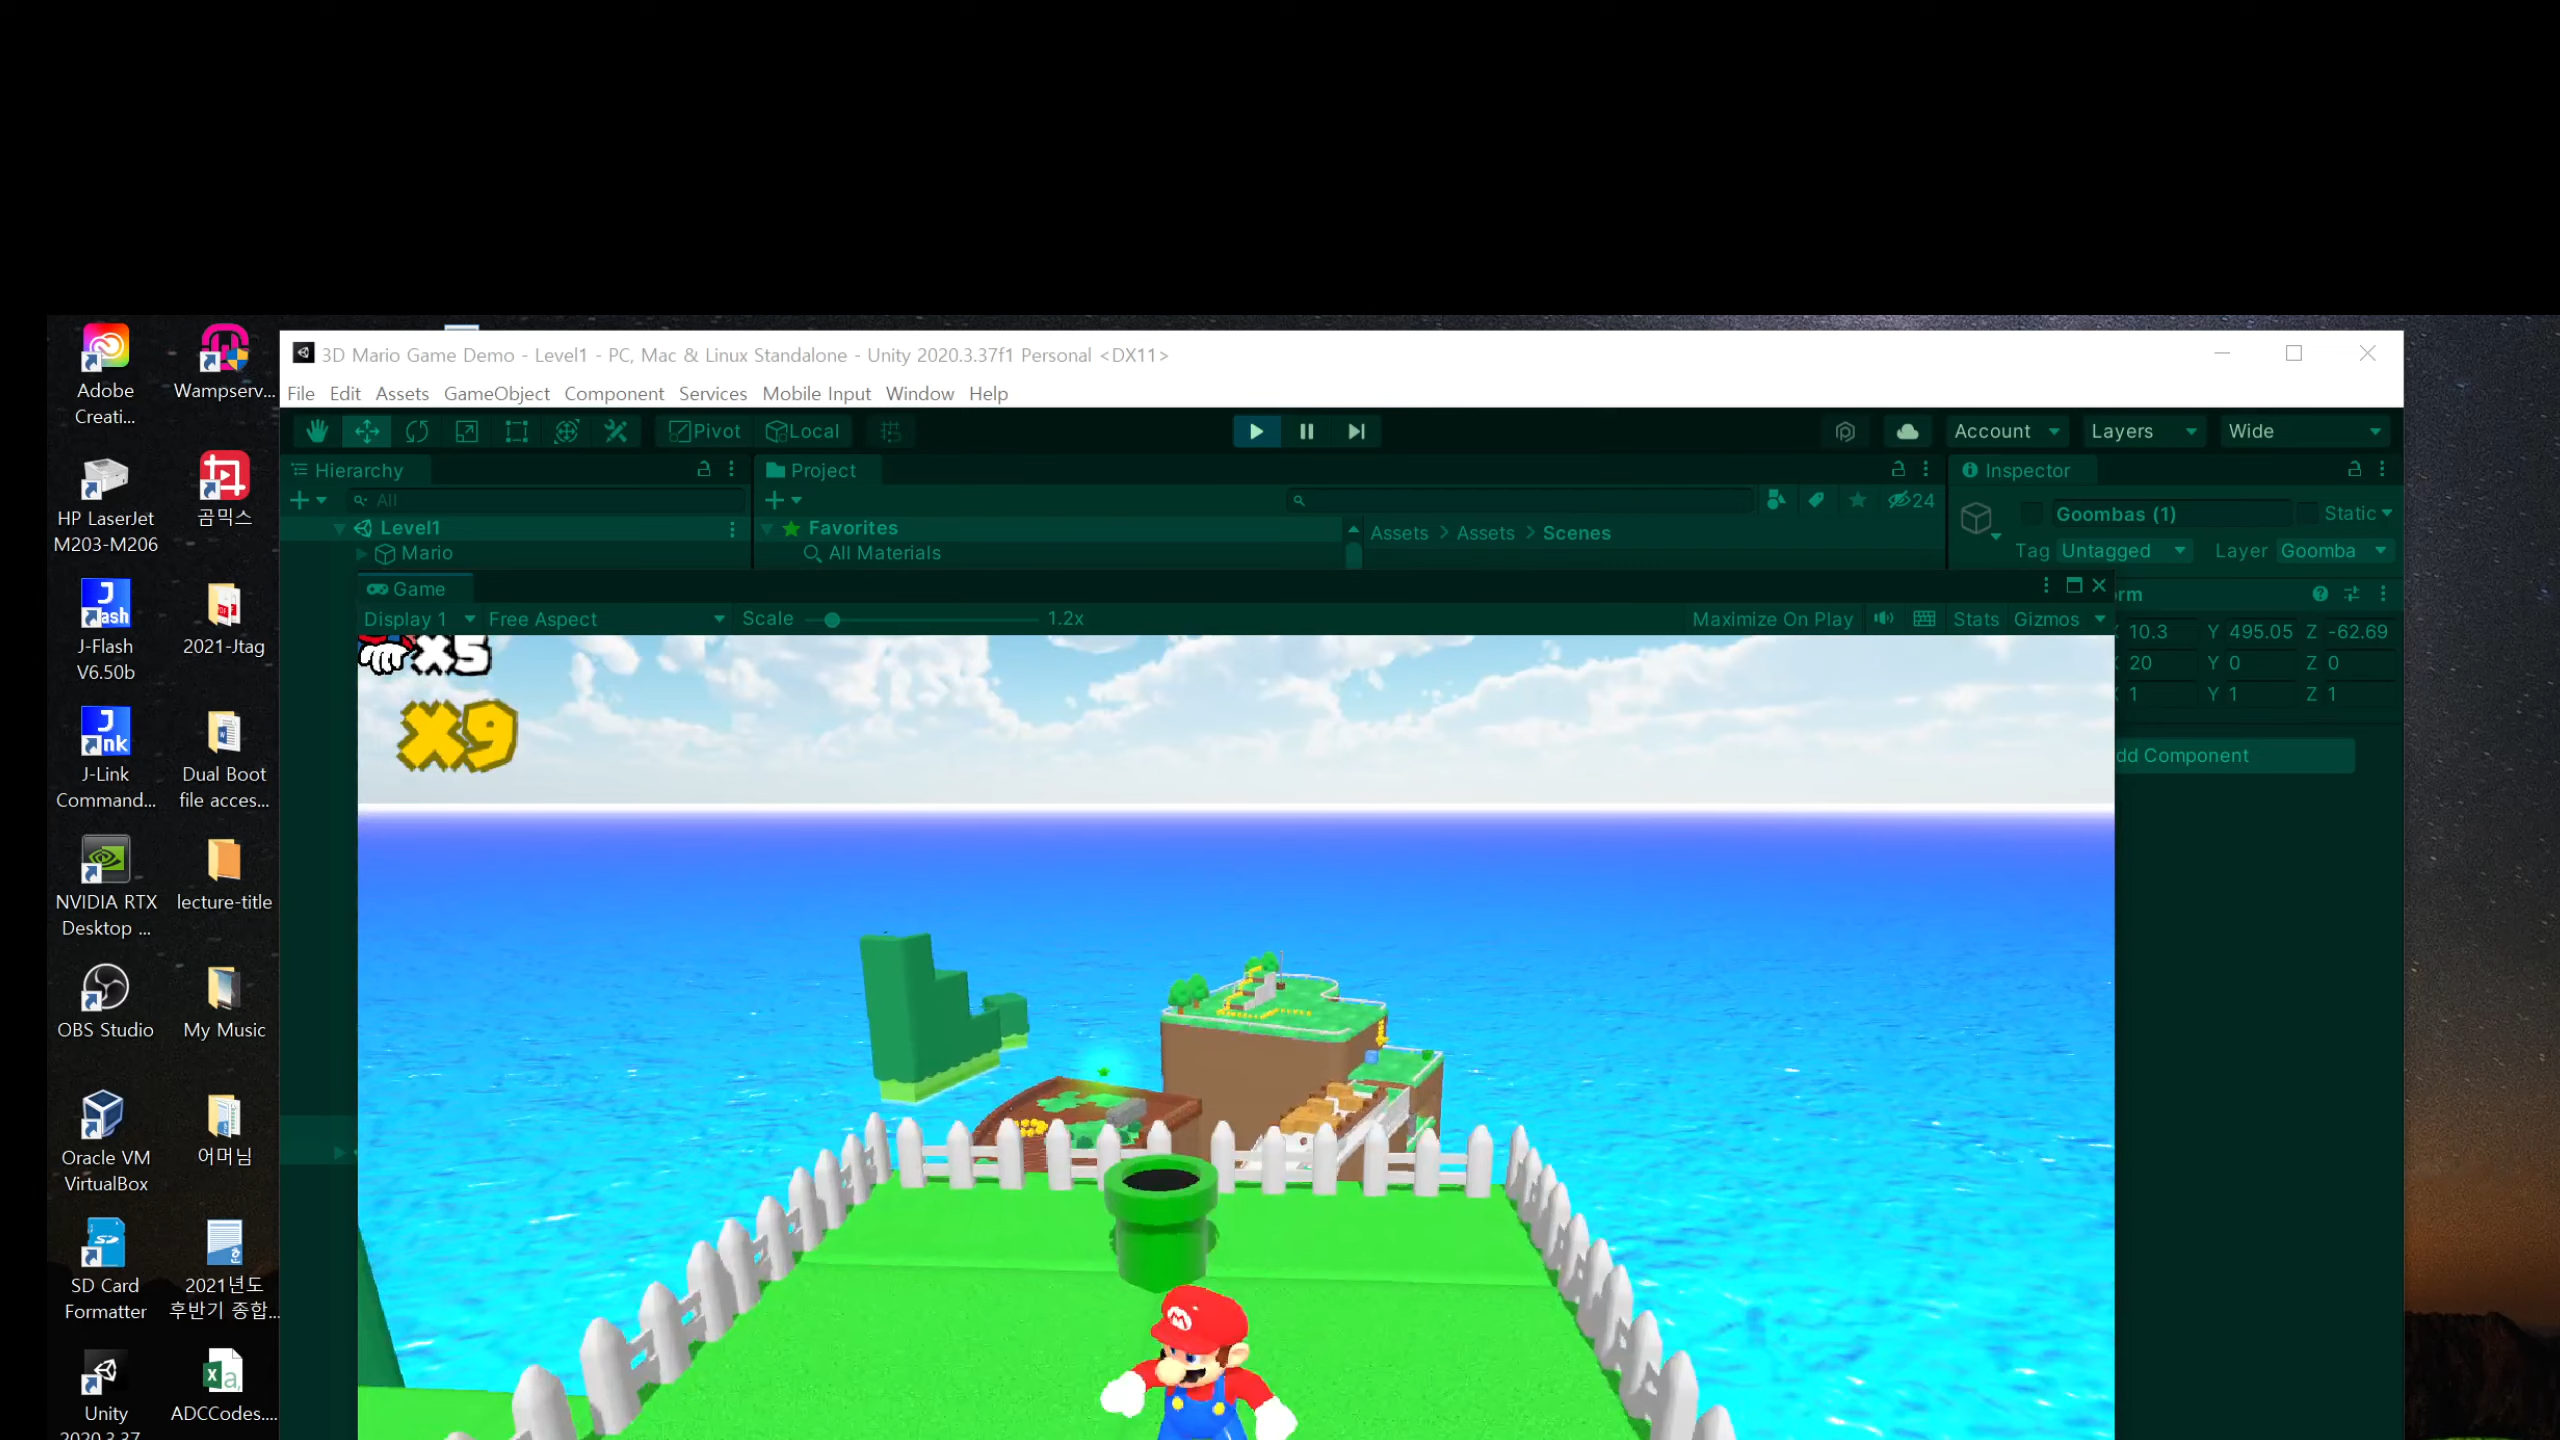 Adobe
Creati...
Wampserv...
HP LaserJet
M203-M206
곰믹스
J-Flash
V6.50b
2021-Jtag
J-Link
Command...
Dual Boot
file acces...
NVIDIA RTX
Desktop ...
lecture-title
OBS Studio
My Music
Oracle VM
VirtualBox
어머님
SD Card
Formatter
2021년도
후반기 종합...
Unity
2020.3.37
ADCCodes....
3D Mario Game Demo - Level1 - PC, Mac & Linux Standalone - Unity 2020.3.37f1 Personal <DX11>
File Edit Assets GameObject Component Services Mobile Input Window Help
Pivot Local Account Layers Wide
Hierarchy Project Inspector
All 24
Level1 Favorites Assets > Assets > Scenes Goombas (1) Static
Mario All Materials Tag Untagged Layer Goomba
Game
Display 1 Free Aspect Scale 1.2x Maximize On Play Stats Gizmos
orm
10.3 Y 495.05 Z -62.69
X 20 Y 0 Z 0
X 1 Y 1 Z 1
dd Component
X5
X9
M